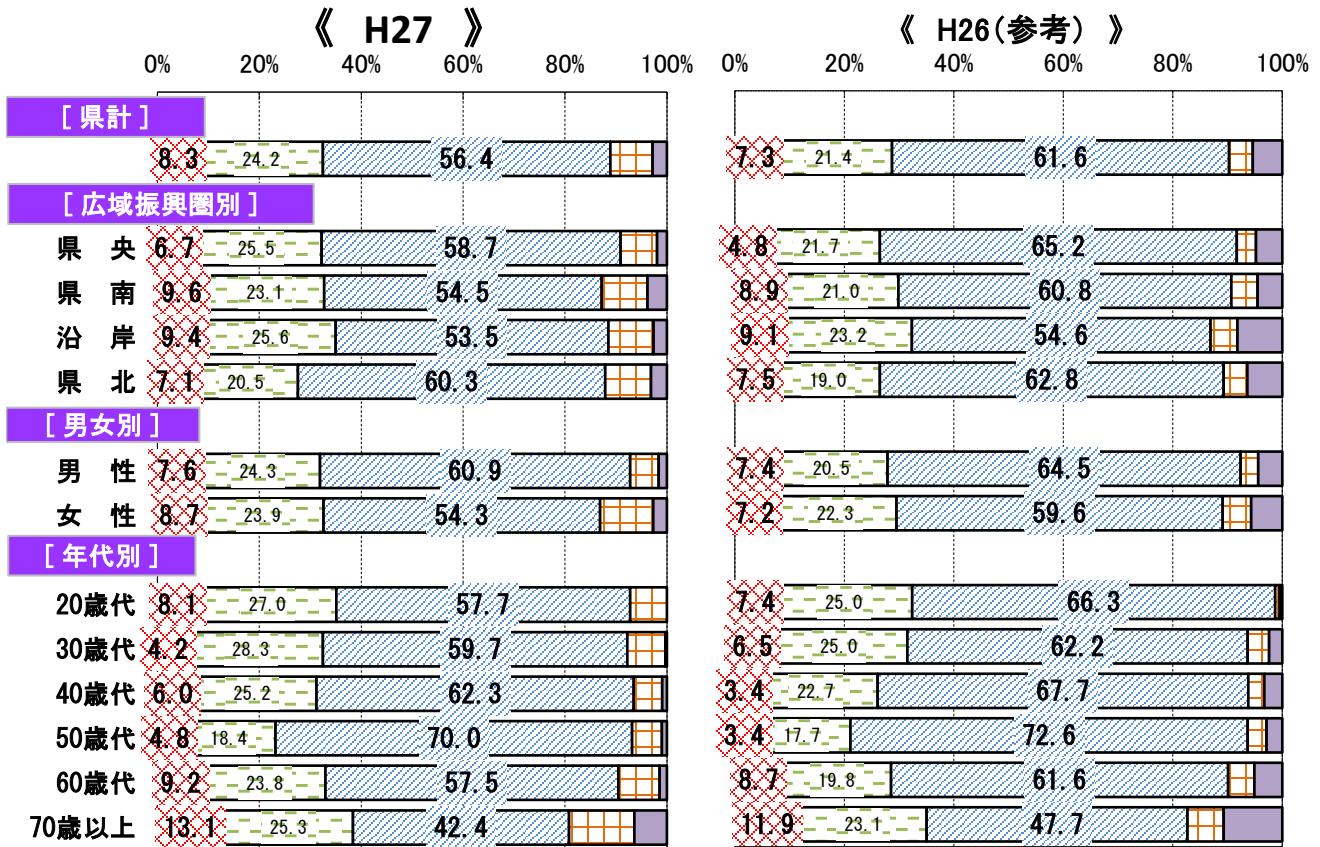 《 H27 》 《 H26(参考) 》
0% 20% 40% 60% 80% 100% 0% 20% 40% 60% 80% 100%
[ 県計 ]
8.3 24.2 56.4 7.3 21.4 61.6
[ 広域振興圏別 ]
県 央 6.7 25.5 58.7 4.8 21.7 65.2
県 南 9.6 23.1 54.5 8.9 21.0 60.8
沿 岸 9.4 25.6 53.5 9.1 23.2 54.6
県 北 7.1 20.5 60.3 7.5 19.0 62.8
[ 男女別 ]
男 性 7.6 24.3 60.9 7.4 20.5 64.5
女 性 8.7 23.9 54.3 7.2 22.3 59.6
[ 年代別 ]
20歳代 8.1 27.0 57.7 7.4 25.0 66.3
30歳代 4.2 28.3 59.7 6.5 25.0 62.2
40歳代 6.0 25.2 62.3 3.4 22.7 67.7
50歳代 4.8 18.4 70.0 3.4 17.7 72.6
60歳代 9.2 23.8 57.5 8.7 19.8 61.6
70歳以上 13.1 25.3 42.4 11.9 23.1 47.7